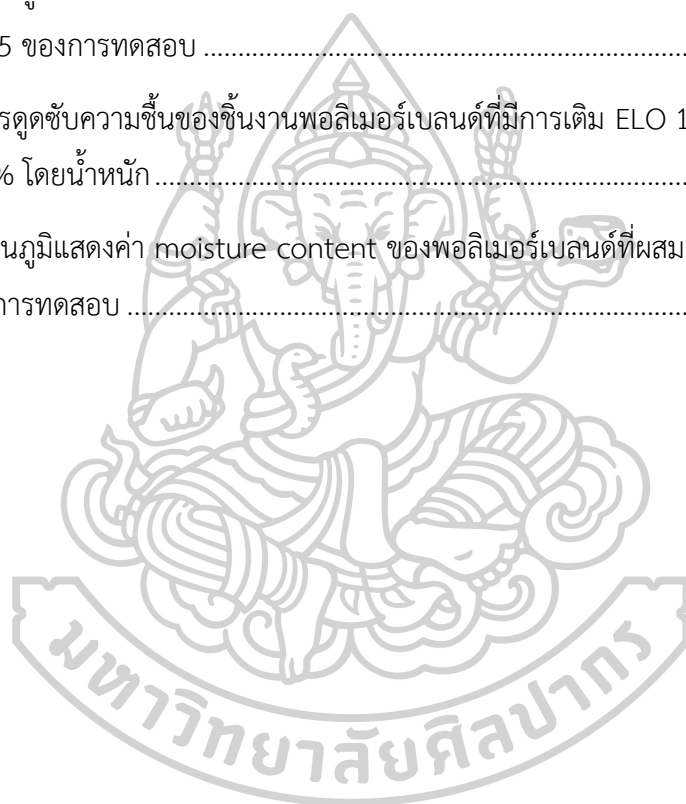 5 ของการทดสอบ
รดูดซับความชื้นของชิ้นงานพอลิเมอร์เบลนด์ที่มีการเติม ELO 1
% โดยน้ำหนัก
นภูมิแสดงค่า moisture content ของพอลิเมอร์เบลนด์ที่ผสม
การทดสอบ
มหาวิทยาลัยศิลปากร